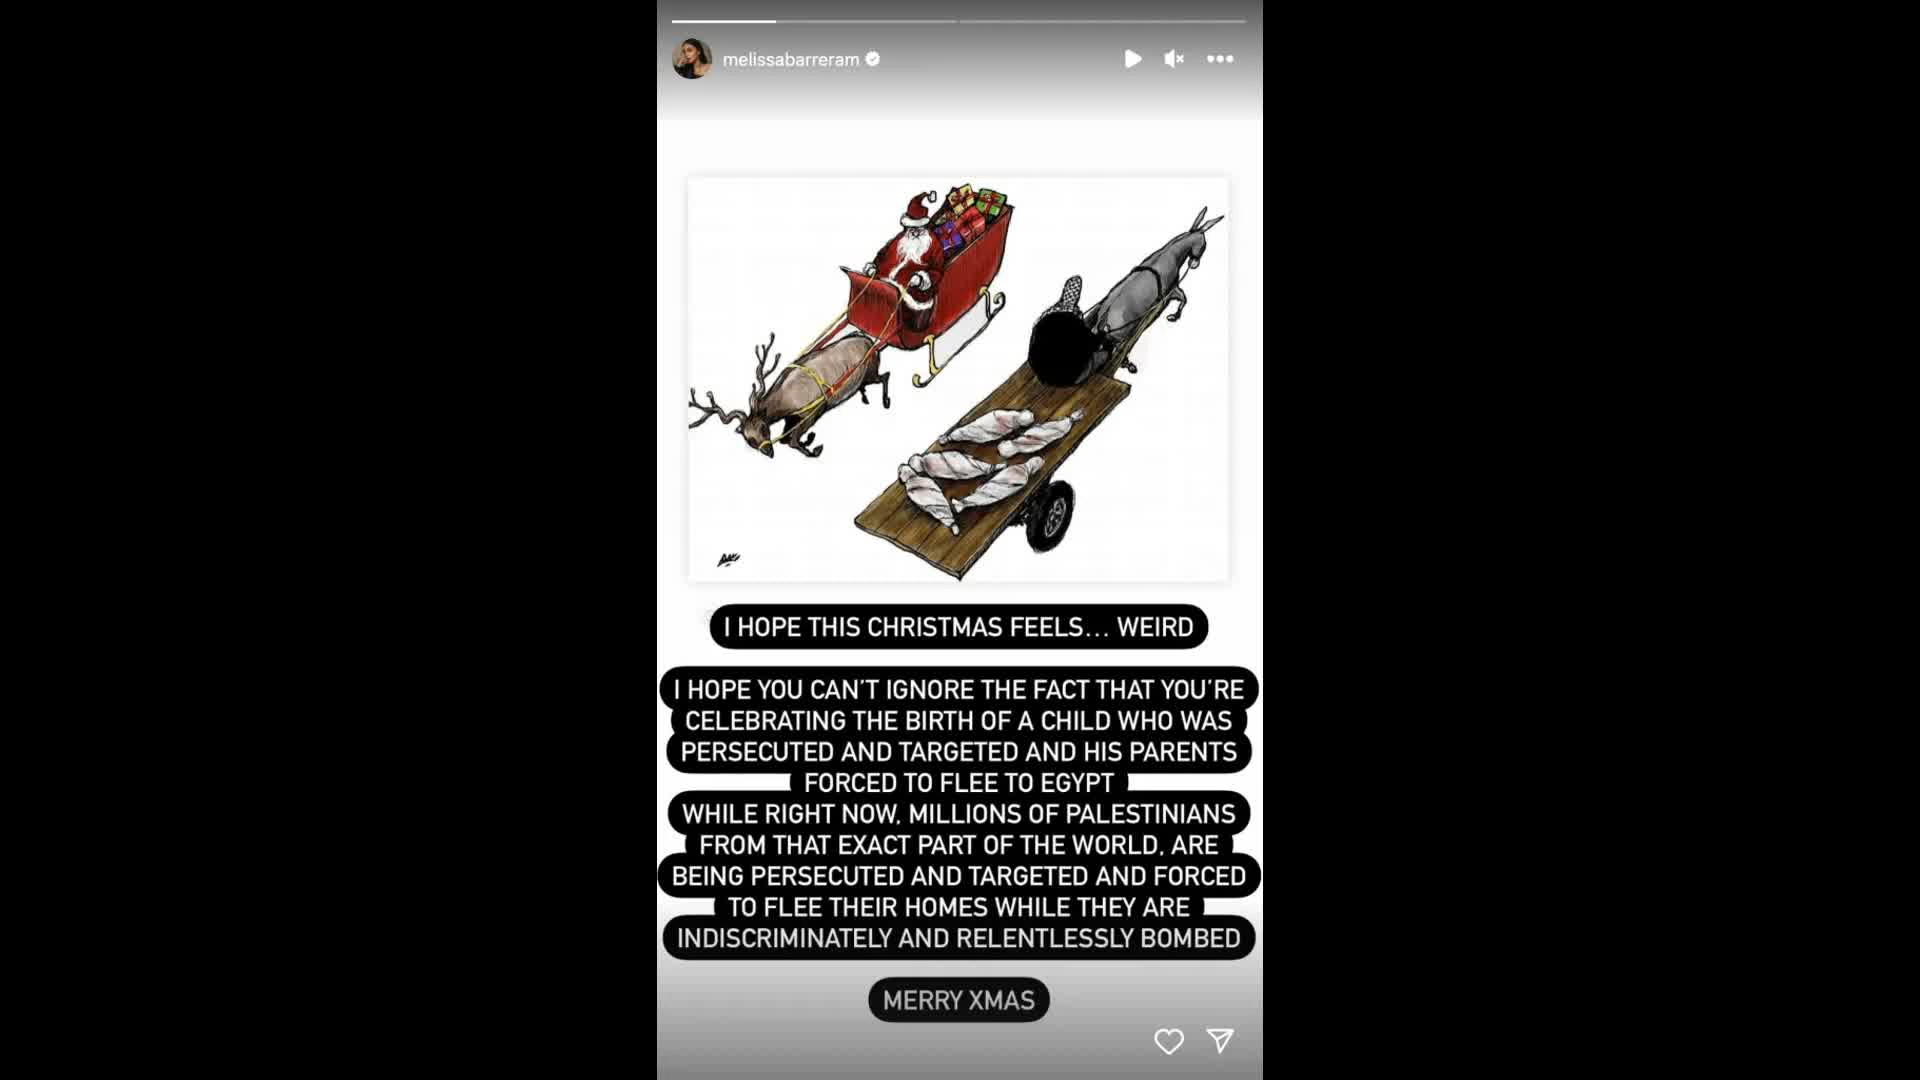 melissabarreram
I HOPE THIS CHRISTMAS FEELS... WEIRD
I HOPE YOU CAN'T IGNORE THE FACT THAT YOU'RE
CELEBRATING THE BIRTH OF A CHILD WHO WAS
PERSECUTED AND TARGETED AND HIS PARENTS
FORCED TO FLEE TO EGYPT
WHILE RIGHT NOW, MILLIONS OF PALESTINIANS
FROM THAT EXACT PART OF THE WORLD, ARE
BEING PERSECUTED AND TARGETED AND FORCED
TO FLEE THEIR HOMES WHILE THEY ARE
INDISCRIMINATELY AND RELENTLESSLY BOMBED
MERRY XMAS